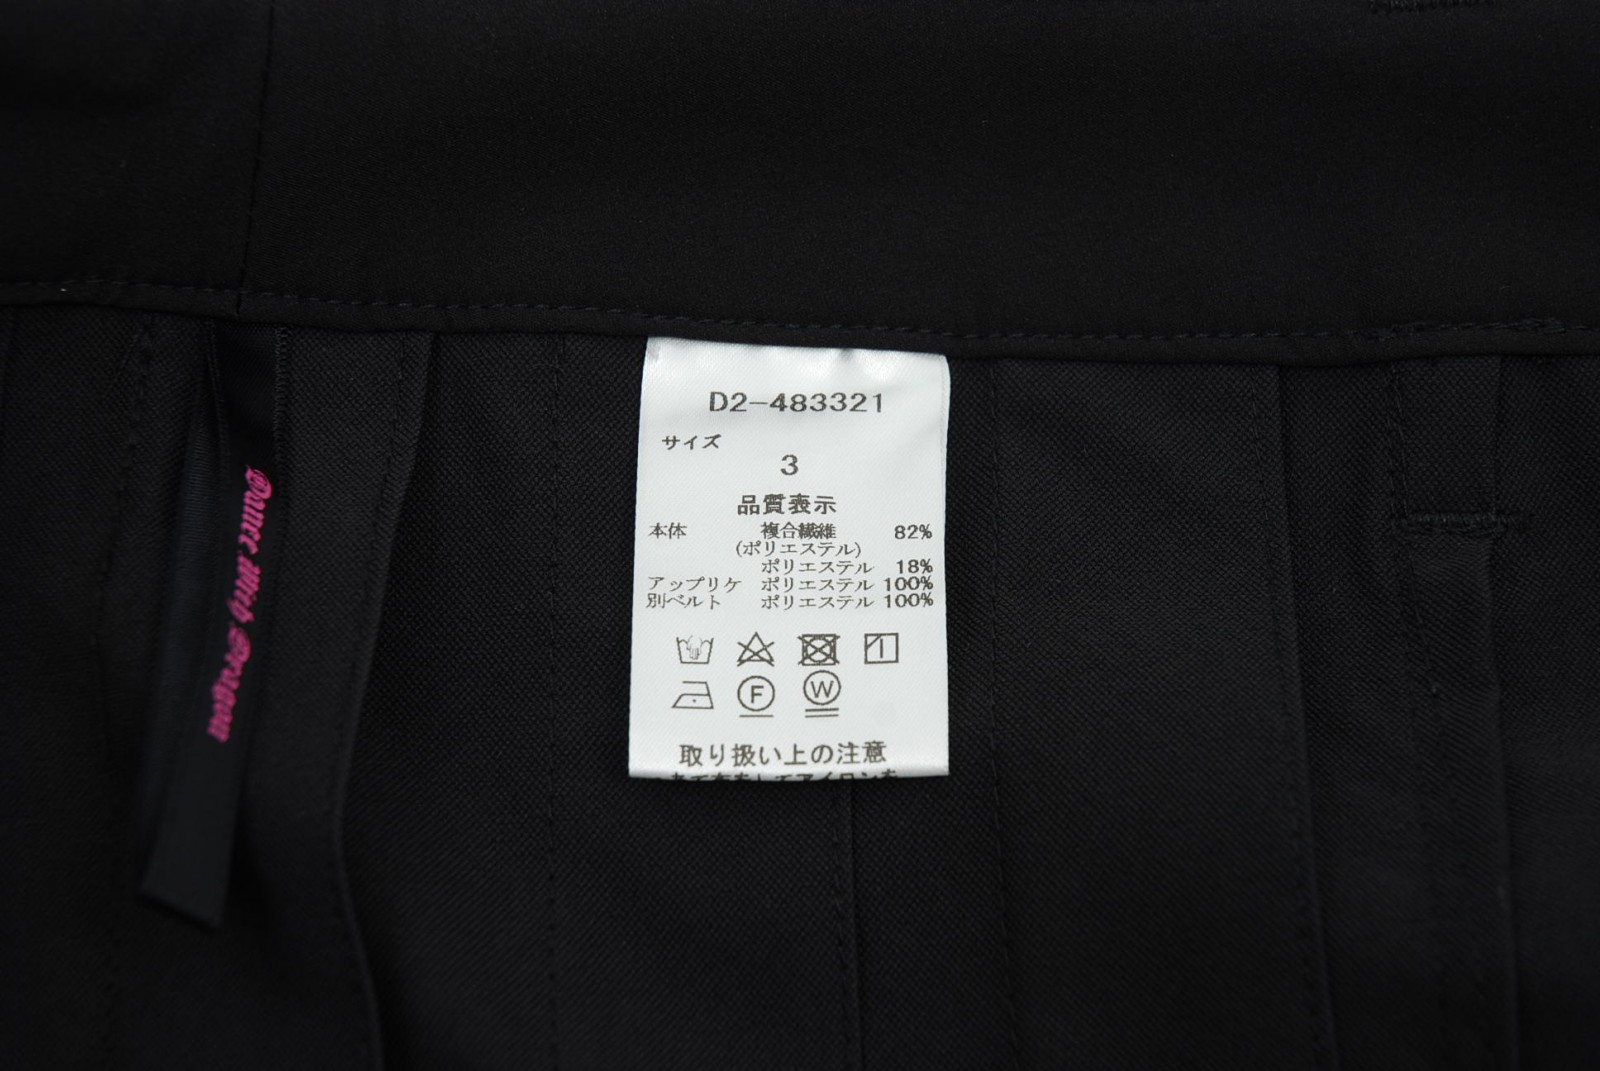 D2-483321
サイズ
3
品質表示
本体 複合繊維 82%
(ポリエステル)
ポリエステル 18%
アップリケ ポリエステル 100%
別ベルト ポリエステル 100%
F W
取り扱い上の注意
Dance With Dragon